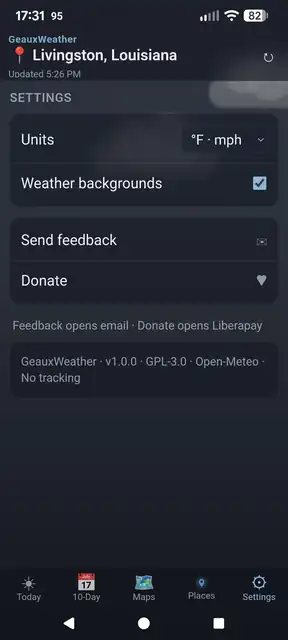 17:31 95 82
GeauxWeather
📍 Livingston, Louisiana
Updated 5:26 PM
SETTINGS
Units °F · mph
Weather backgrounds
Send feedback
Donate
Feedback opens email · Donate opens Liberapay
GeauxWeather · v1.0.0 · GPL-3.0 · Open-Meteo ·
No tracking
JUL
17
Today 10-Day Maps Places Settings